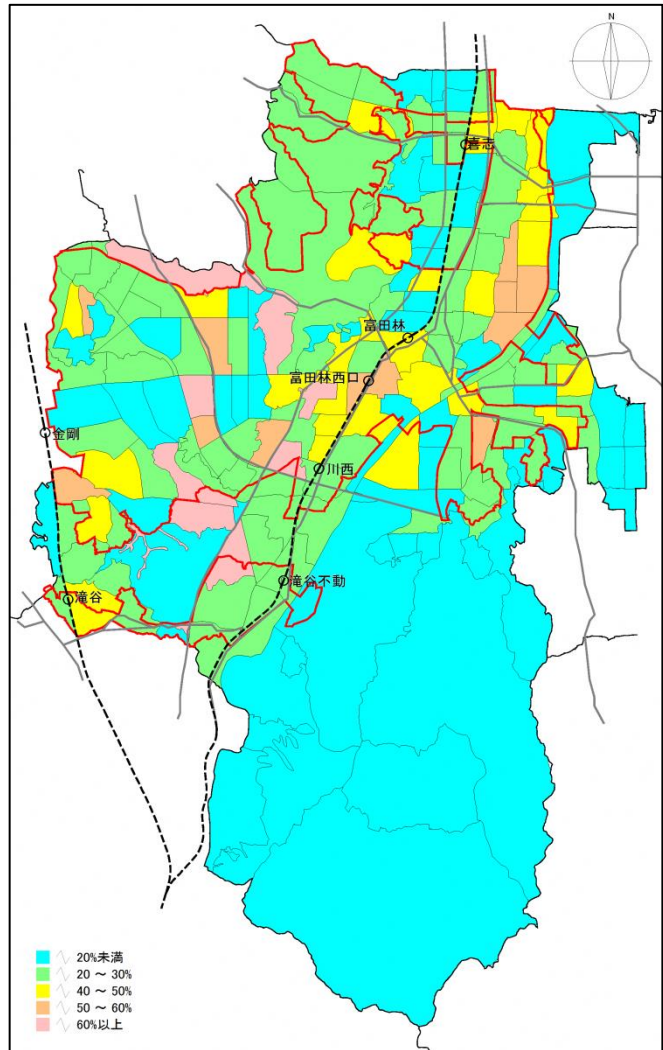 N
喜志
富田林
富田林西口
金剛
川西
滝谷不動
滝谷
20%未満
20 ～ 30%
40 ～ 50%
50 ～ 60%
60%以上